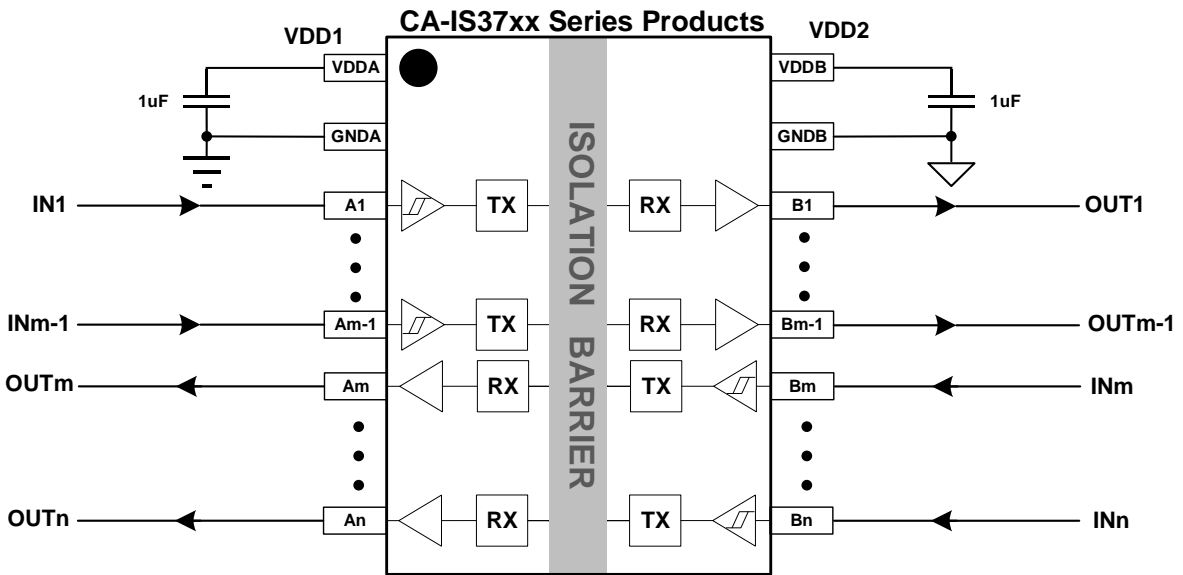 CA-IS37xx Series Products
VDD1
VDD2
VDDA
VDDB
1uF
1uF
GNDA
GNDB
ISOLATION BARRIER
IN1
A1
TX
RX
B1
OUT1
INm-1
Am-1
TX
RX
Bm-1
OUTm-1
OUTm
Am
RX
TX
Bm
INm
OUTn
An
RX
TX
Bn
INn